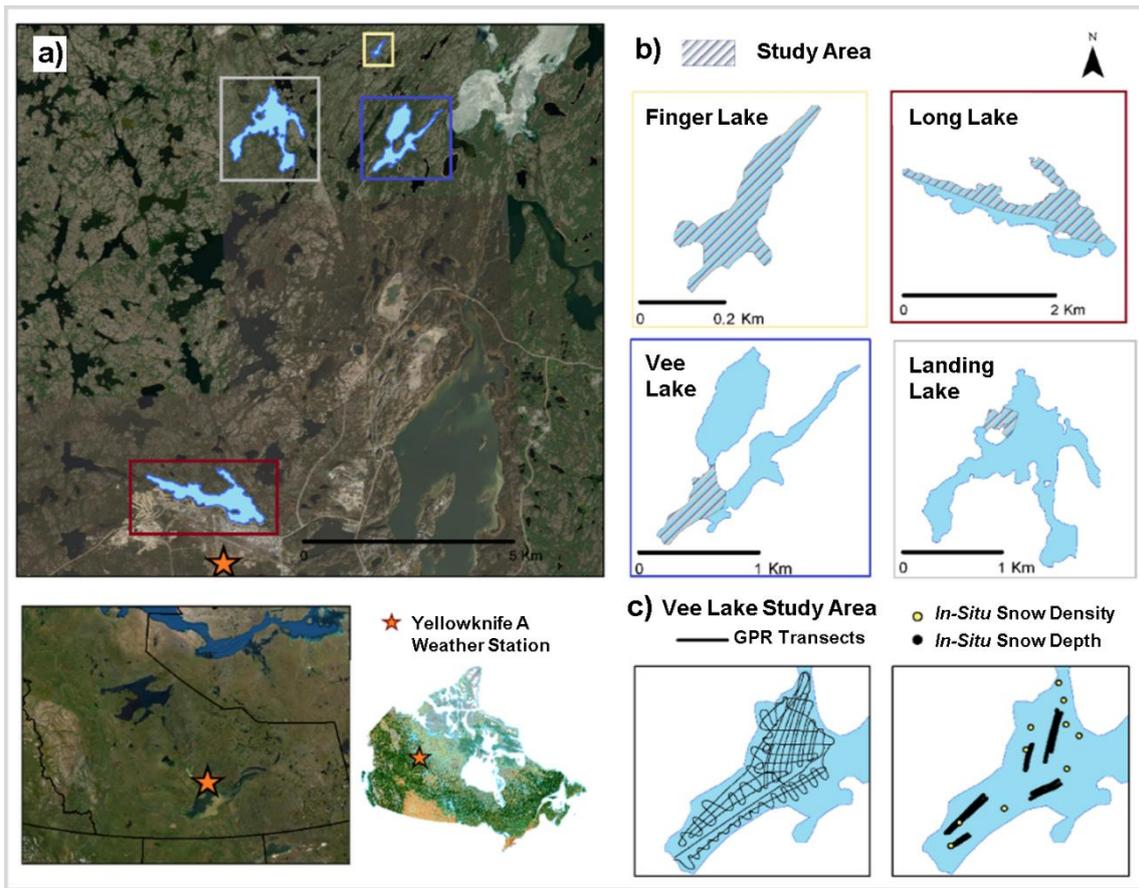 a)
0
5 Km
Yellowknife A
Weather Station
b)
Study Area
N
Finger Lake
0
0.2 Km
Long Lake
0
2 Km
Vee
Lake
0
1 Km
Landing
Lake
0
1 Km
c) Vee Lake Study Area
GPR Transects
In-Situ Snow Density
In-Situ Snow Depth